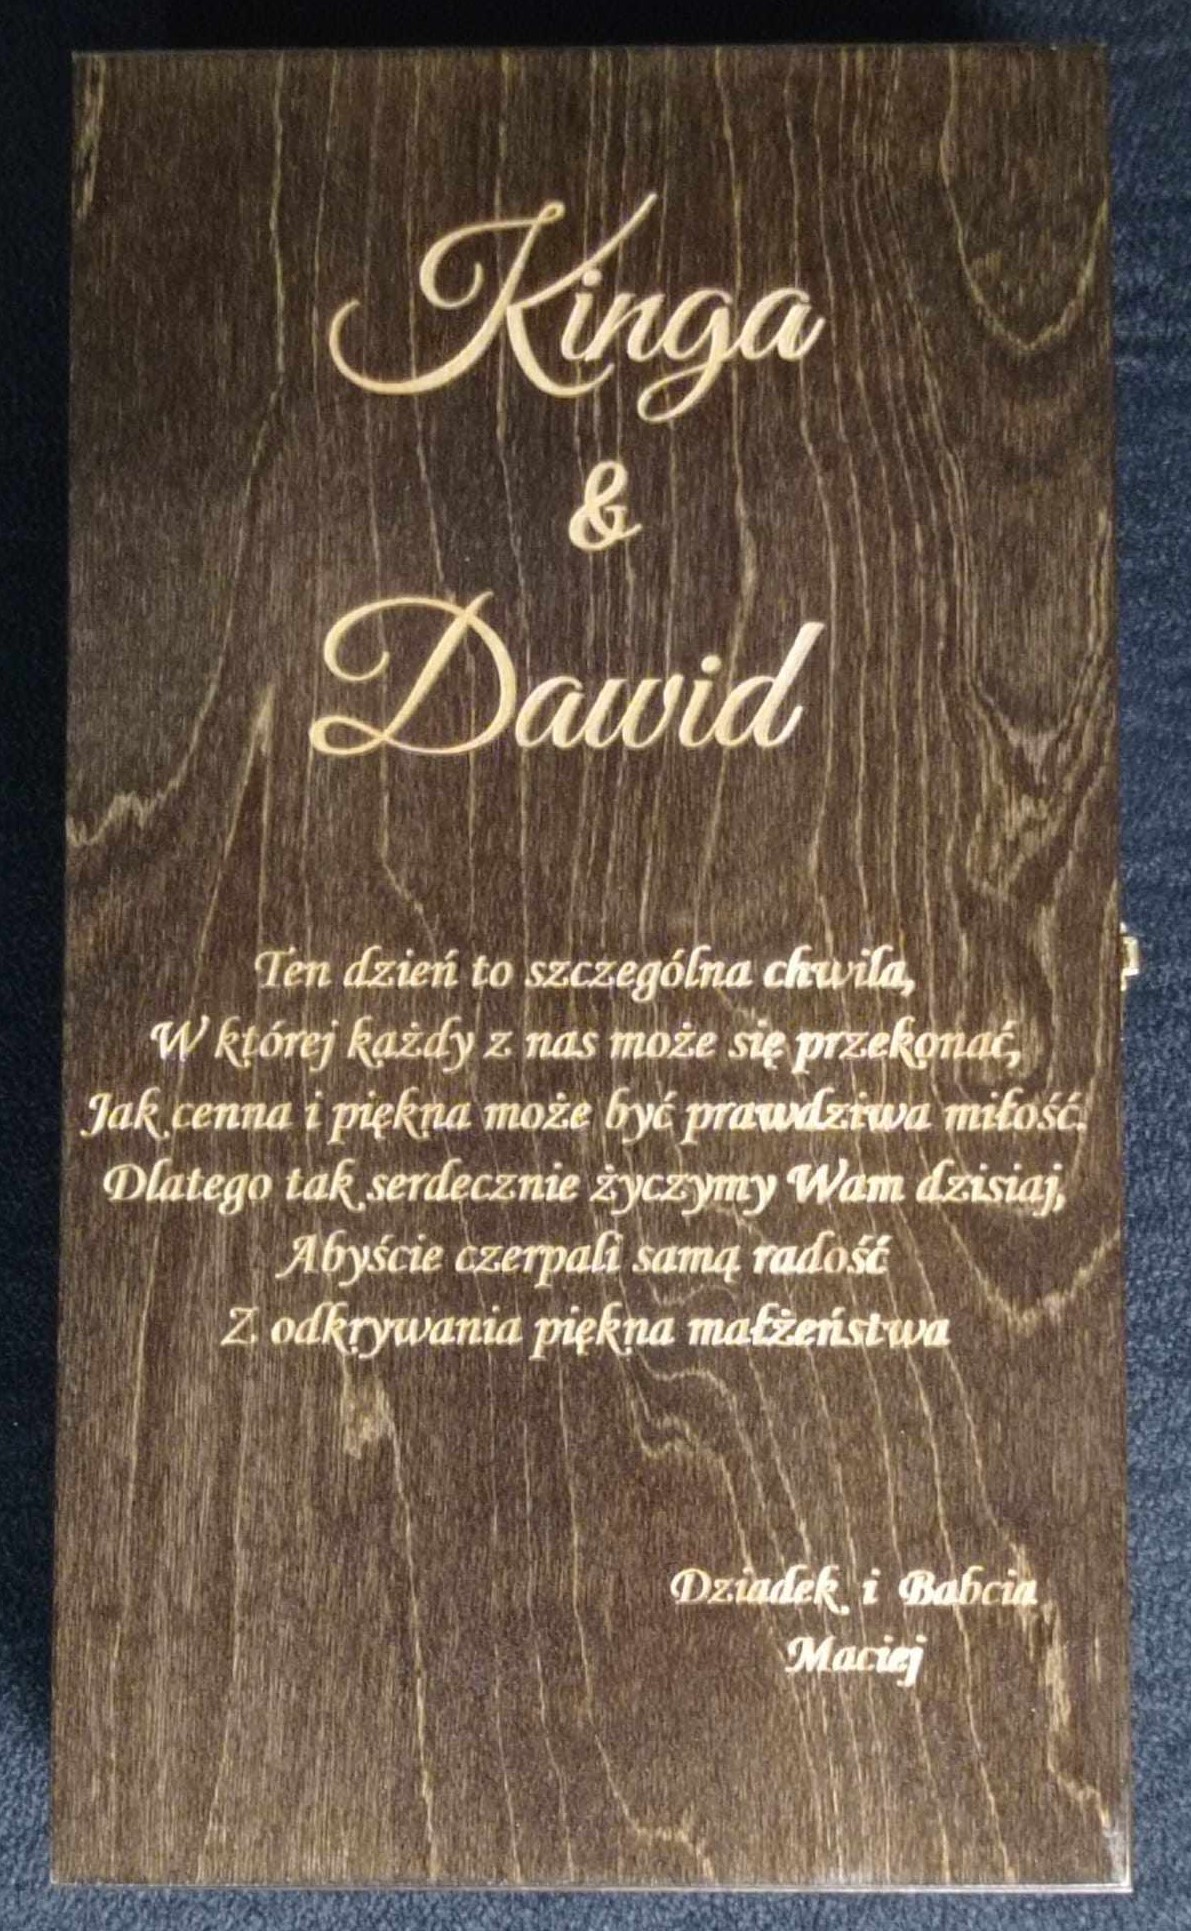 Kinga
&
Dawid
Ten dzień to szczególna chwila,
W której każdy z nas może się przekonać,
Jak cenna i piękna może być prawdziwa miłość.
Dlatego tak serdecznie życzymy Wam dzisiaj,
Abyście czerpali samą radość
Z odkrywania piękna małżeństwa
Dziadek i Babcia
Maciej